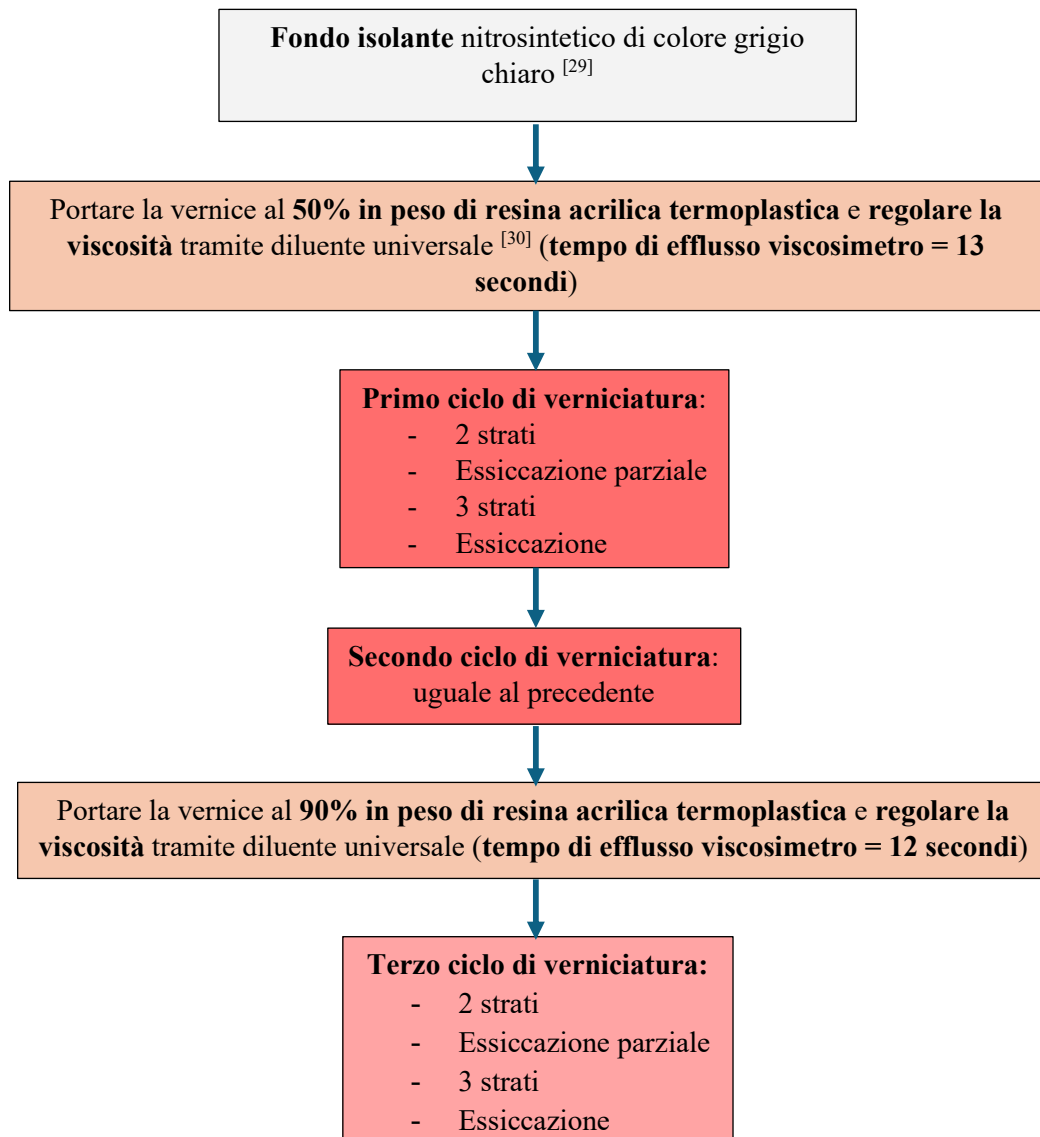 Fondo isolante nitrosintetico di colore grigio
chiaro [29]
Portare la vernice al 50% in peso di resina acrilica termoplastica e regolare la
viscosità tramite diluente universale [30] (tempo di efflusso viscosimetro = 13
secondi)
Primo ciclo di verniciatura:
- 2 strati
- Essiccazione parziale
- 3 strati
- Essiccazione
Secondo ciclo di verniciatura:
uguale al precedente
Portare la vernice al 90% in peso di resina acrilica termoplastica e regolare la
viscosità tramite diluente universale (tempo di efflusso viscosimetro = 12 secondi)
Terzo ciclo di verniciatura:
- 2 strati
- Essiccazione parziale
- 3 strati
- Essiccazione